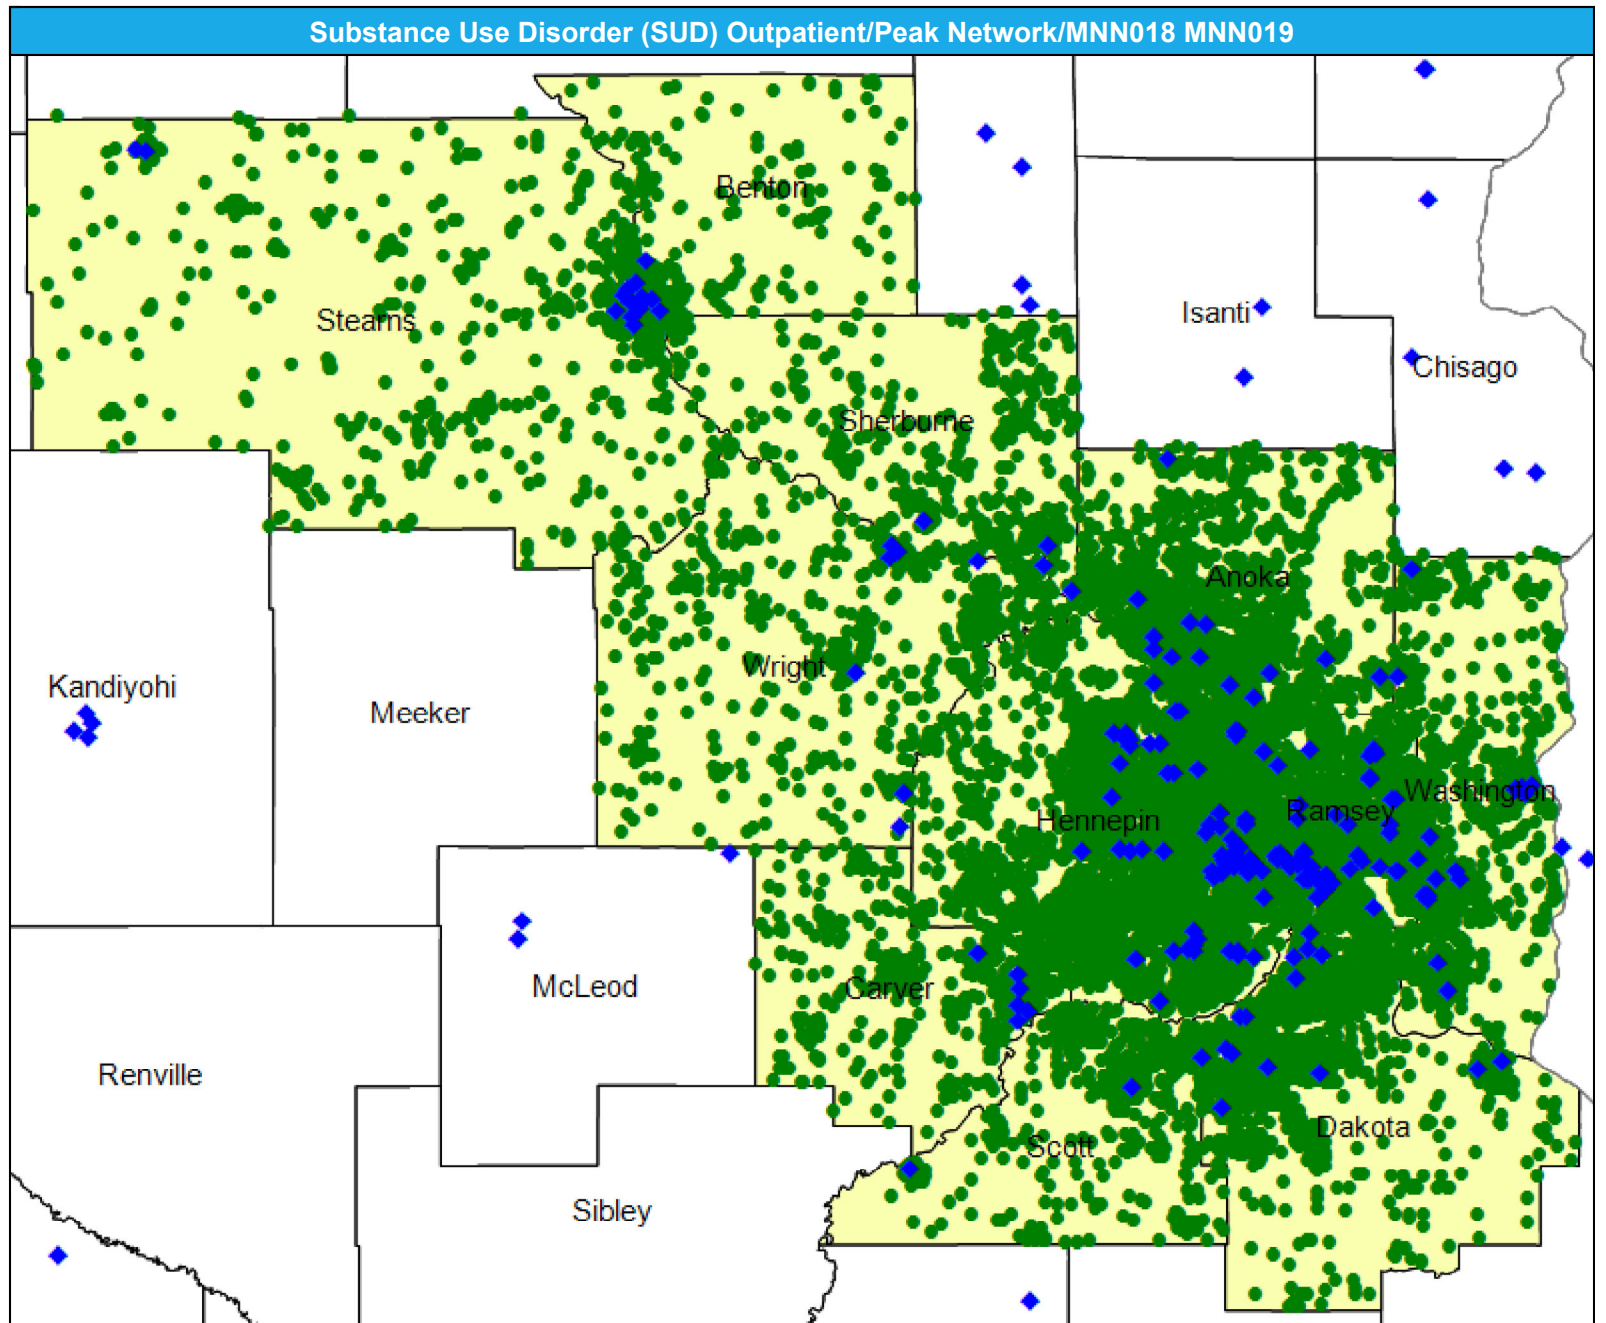 Substance Use Disorder (SUD) Outpatient/Peak Network/MNN018 MNN019
Benton
Stearns
Isanti
Chisago
Sherburne
Anoka
Wright
Kandiyohi
Meeker
Washington
Ramsey
Hennepin
McLeod
Carver
Renville
Dakota
Scott
Sibley